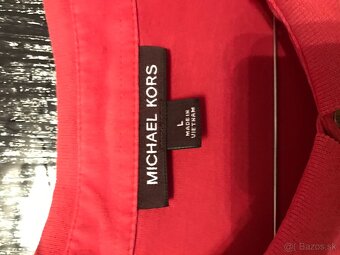 MICHAEL KORS
L
MADE IN
VIETNAM
Bazos.sk